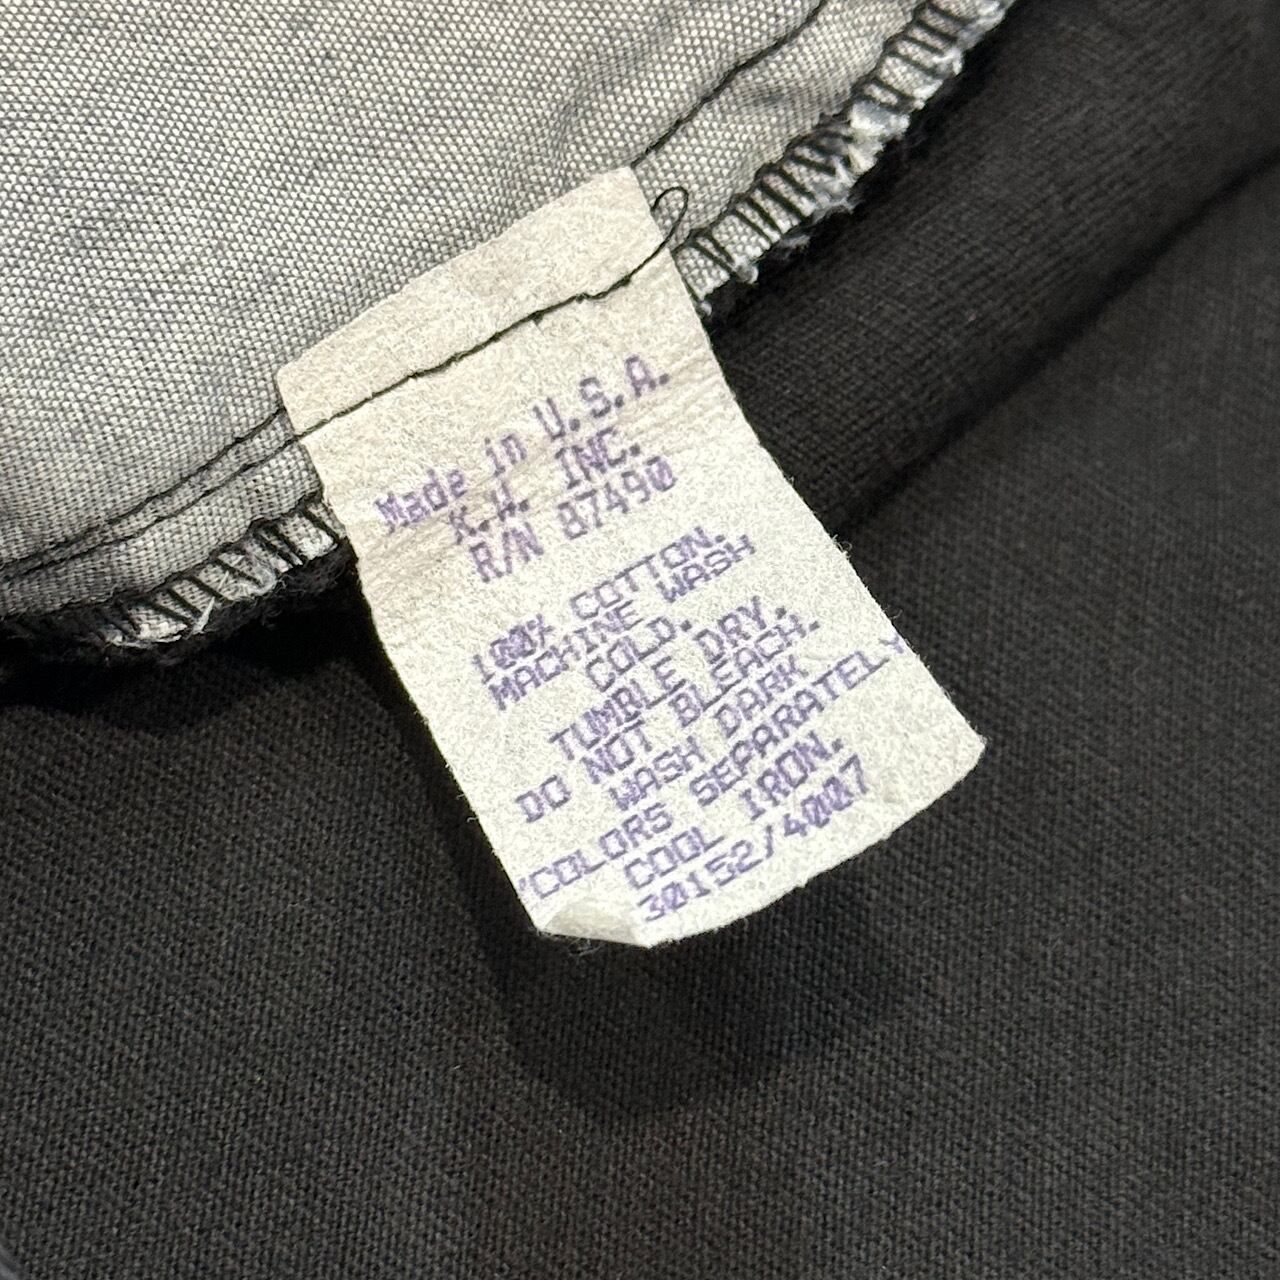 Made in U.S.A.
K.H. INC.
R/N 87490
100% COTTON.
MACHINE WASH
COLD.
TUMBLE DRY.
DO NOT BLEACH.
WASH DARK
COLORS SEPARATELY
COOL IRON.
30152/4007